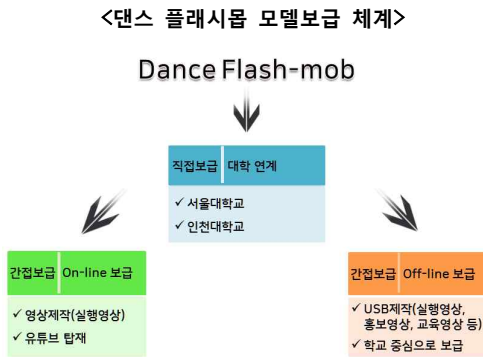 <댄스 플래시몹 모델보급 체계>
Dance Flash-mob
직접보급 대학 연계
✓ 서울대학교
✓ 인천대학교
간접보급 On-line 보급
✓ 영상제작(실행영상)
✓ 유튜브 탑재
간접보급 Off-line 보급
✓ USB제작(실행영상,
홍보영상, 교육영상 등)
✓ 학교 중심으로 보급